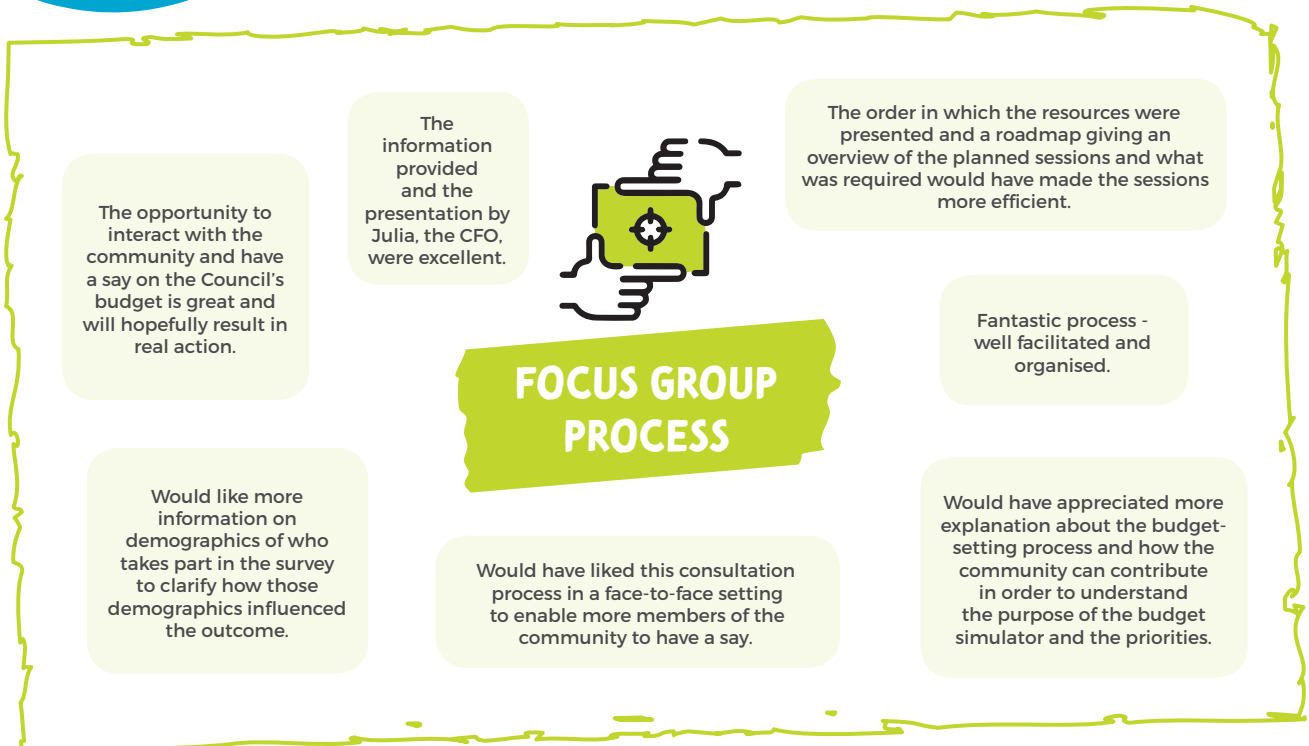 The opportunity to
interact with the
community and have
a say on the Council's
budget is great and
will hopefully result in
real action.
The
information
provided
and the
presentation by
Julia, the CFO,
were excellent.
The order in which the resources were
presented and a roadmap giving an
overview of the planned sessions and what
was required would have made the sessions
more efficient.
FOCUS GROUP
PROCESS
Fantastic process -
well facilitated and
organised.
Would like more
information on
demographics of who
takes part in the survey
to clarify how those
demographics influenced
the outcome.
Would have liked this consultation
process in a face-to-face setting
to enable more members of the
community to have a say.
Would have appreciated more
explanation about the budget-
setting process and how the
community can contribute
in order to understand
the purpose of the budget
simulator and the priorities.